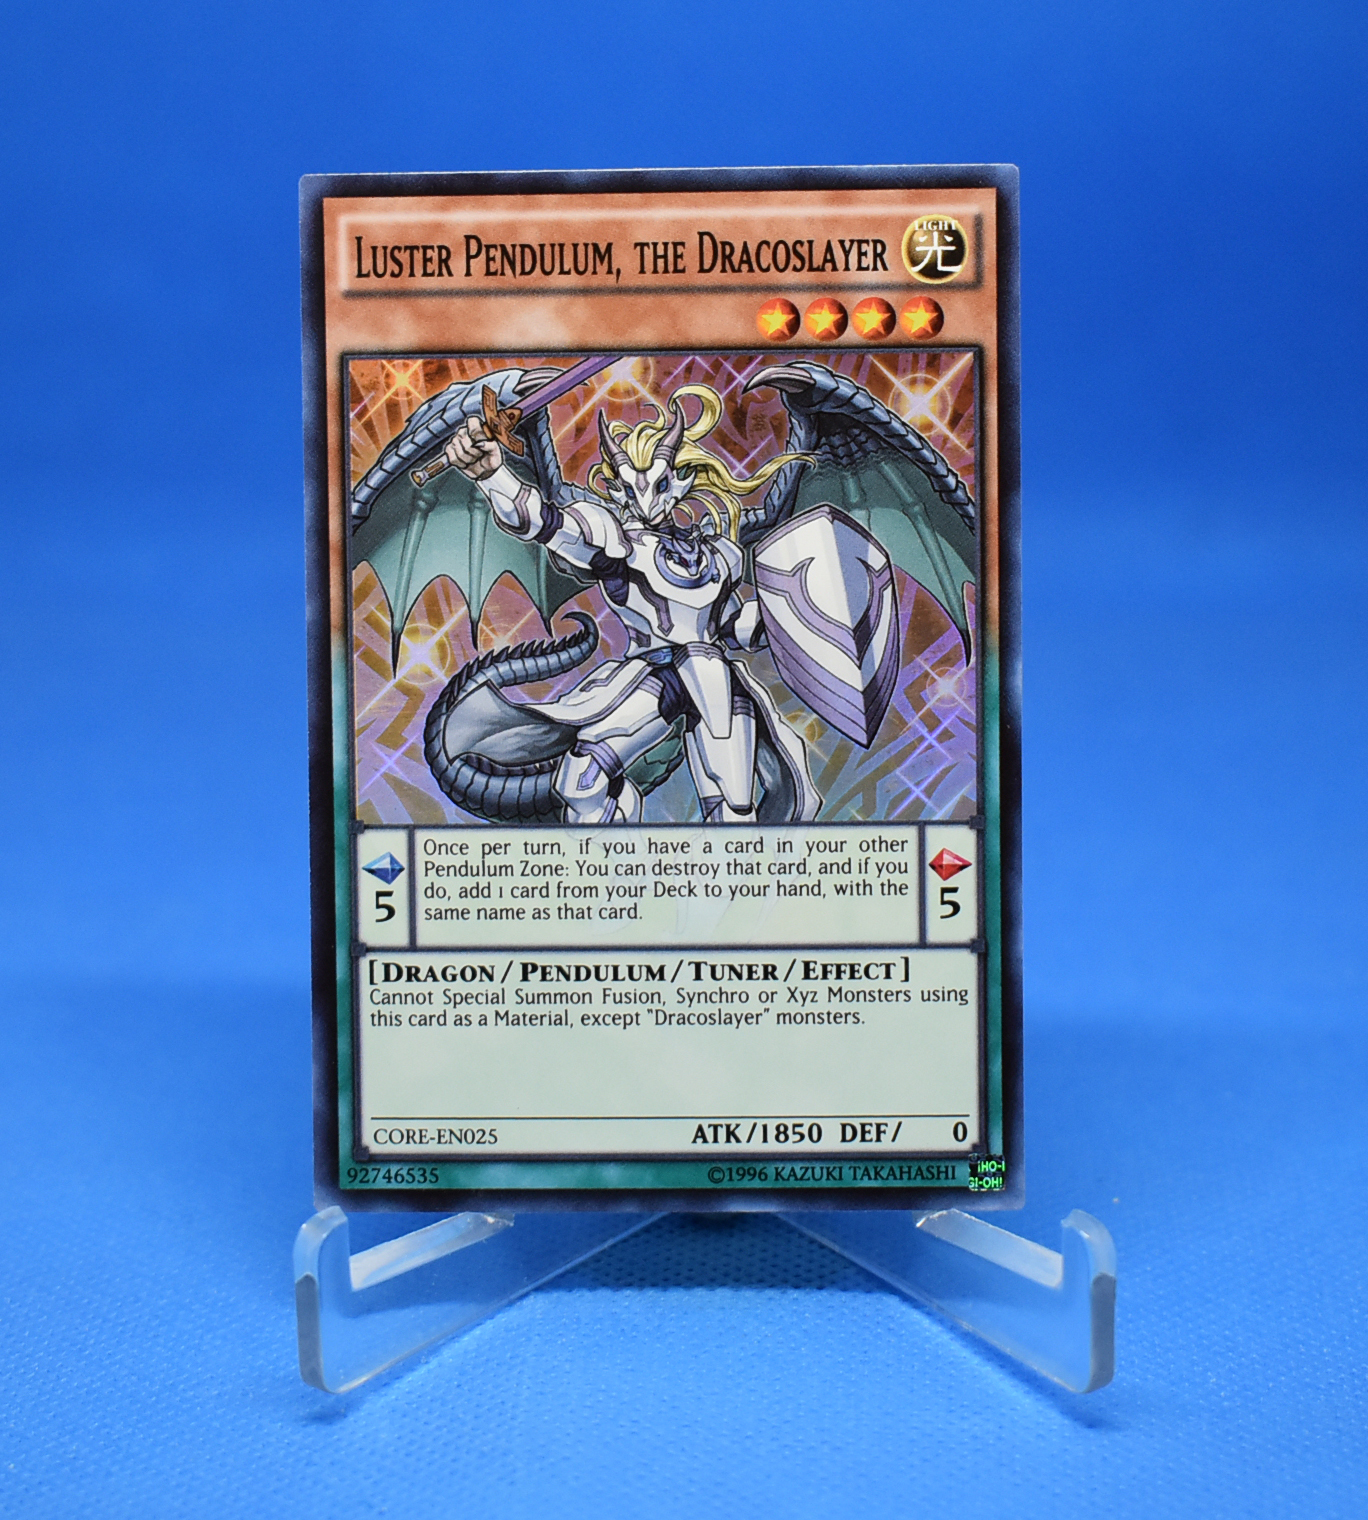 LUSTER PENDULUM, THE DRACOSLAYER
LIGHT
光
Once per turn, if you have a card in your other
Pendulum Zone: You can destroy that card, and if you
do, add 1 card from your Deck to your hand, with the
same name as that card.
5
5
[DRAGON/PENDULUM/TUNER/EFFECT]
Cannot Special Summon Fusion, Synchro or Xyz Monsters using
this card as a Material, except "Dracoslayer" monsters.
CORE-EN025
ATK/1850 DEF/ 0
92746535
©1996 KAZUKI TAKAHASHI
GI-OH!